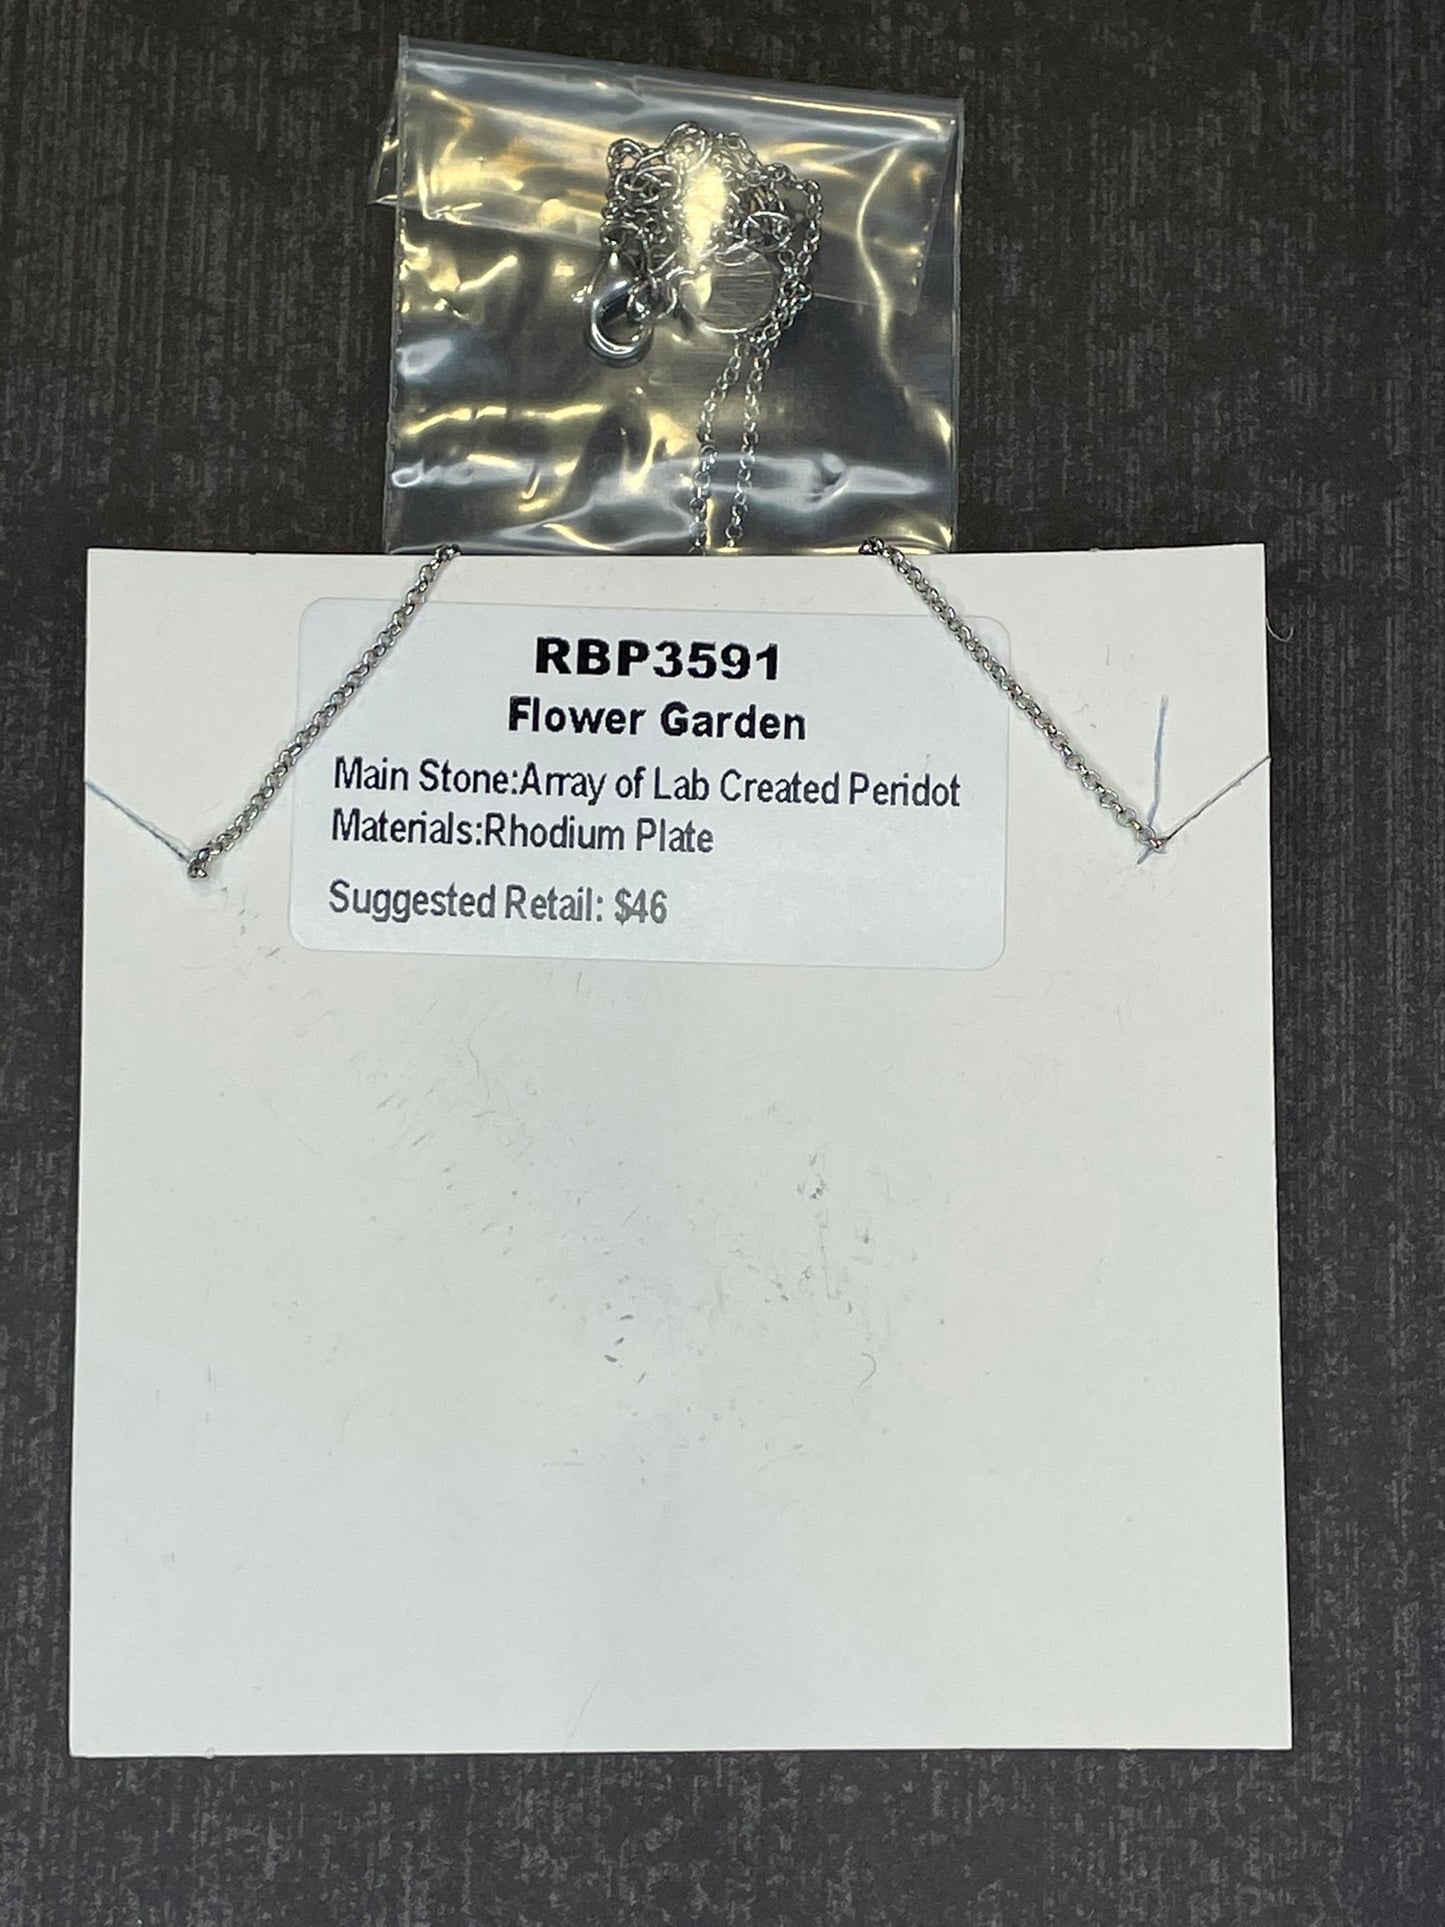 RBP3591
Flower Garden
Main Stone:Array of Lab Created Peridot
Materials:Rhodium Plate
Suggested Retail: $46